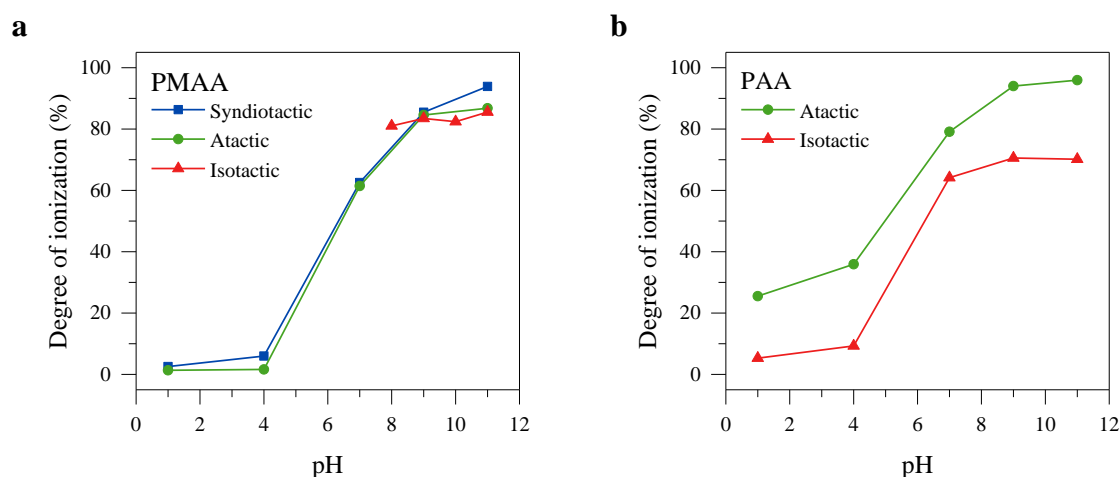 a
PMAA
Syndiotactic
Atactic
Isotactic
Degree of ionization (%)
100
80
60
40
20
0
0 2 4 6 8 10 12
pH
b
PAA
Atactic
Isotactic
Degree of ionization (%)
100
80
60
40
20
0
0 2 4 6 8 10 12
pH